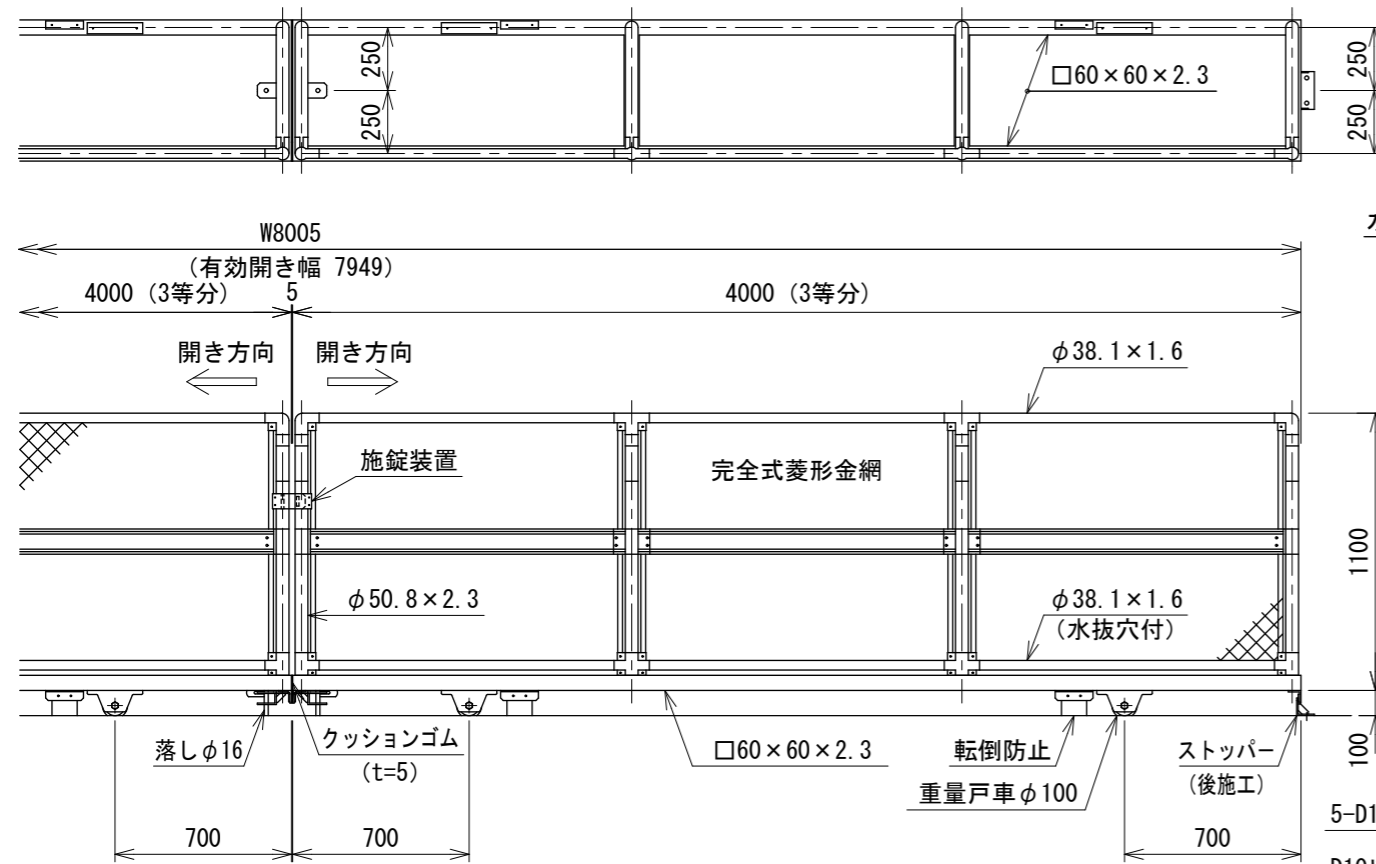 250
250
□60×60×2.3
250
250
W8005
(有効開き幅 7949)
4000 (3等分)
5
4000 (3等分)
開き方向
開き方向
φ38.1×1.6
施錠装置
完全式菱形金網
φ50.8×2.3
φ38.1×1.6
(水抜穴付)
1100
落しφ16
クッションゴム
(t=5)
□60×60×2.3
転倒防止
重量戸車φ100
ストッパー
(後施工)
100
700
700
700
5-D1